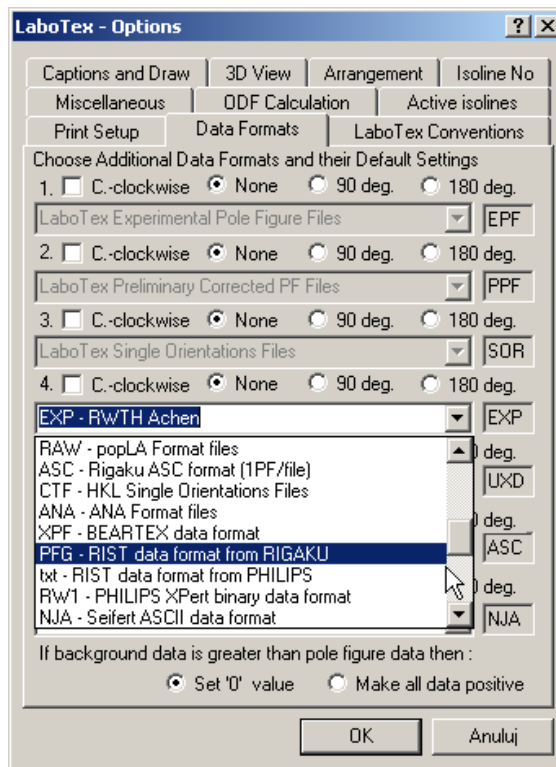 LaboTex - Options
Captions and Draw 3D View Arrangement Isoline No
Miscellaneous ODF Calculation Active isolines
Print Setup Data Formats LaboTex Conventions
Choose Additional Data Formats and their Default Settings
1. C.-clockwise None 90 deg. 180 deg.
LaboTex Experimental Pole Figure Files EPF
2. C.-clockwise None 90 deg. 180 deg.
LaboTex Preliminary Corrected PF Files PPF
3. C.-clockwise None 90 deg. 180 deg.
LaboTex Single Orientations Files SOR
4. C.-clockwise None 90 deg. 180 deg.
EXP - RWTH Achen EXP
RAW - popLA Format files
deg.
ASC - Rigaku ASC format (1PF/file)
CTF - HKL Single Orientations Files UXD
ANA - ANA Format files
XPF - BEARTEX data format deg.
PFG - RIST data format from RIGAKU ASC
txt - RIST data format from PHILIPS
RW1 - PHILIPS XPert binary data format deg.
NJA - Seifert ASCII data format NJA
If background data is greater than pole figure data then :
Set '0' value Make all data positive
OK Anuluj